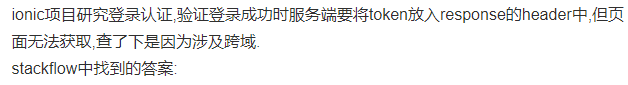 ionic项目研究登录认证,验证登录成功时服务端要将token放入response的header中,但页
面无法获取,查了下是因为涉及跨域.
stackflow中找到的答案: